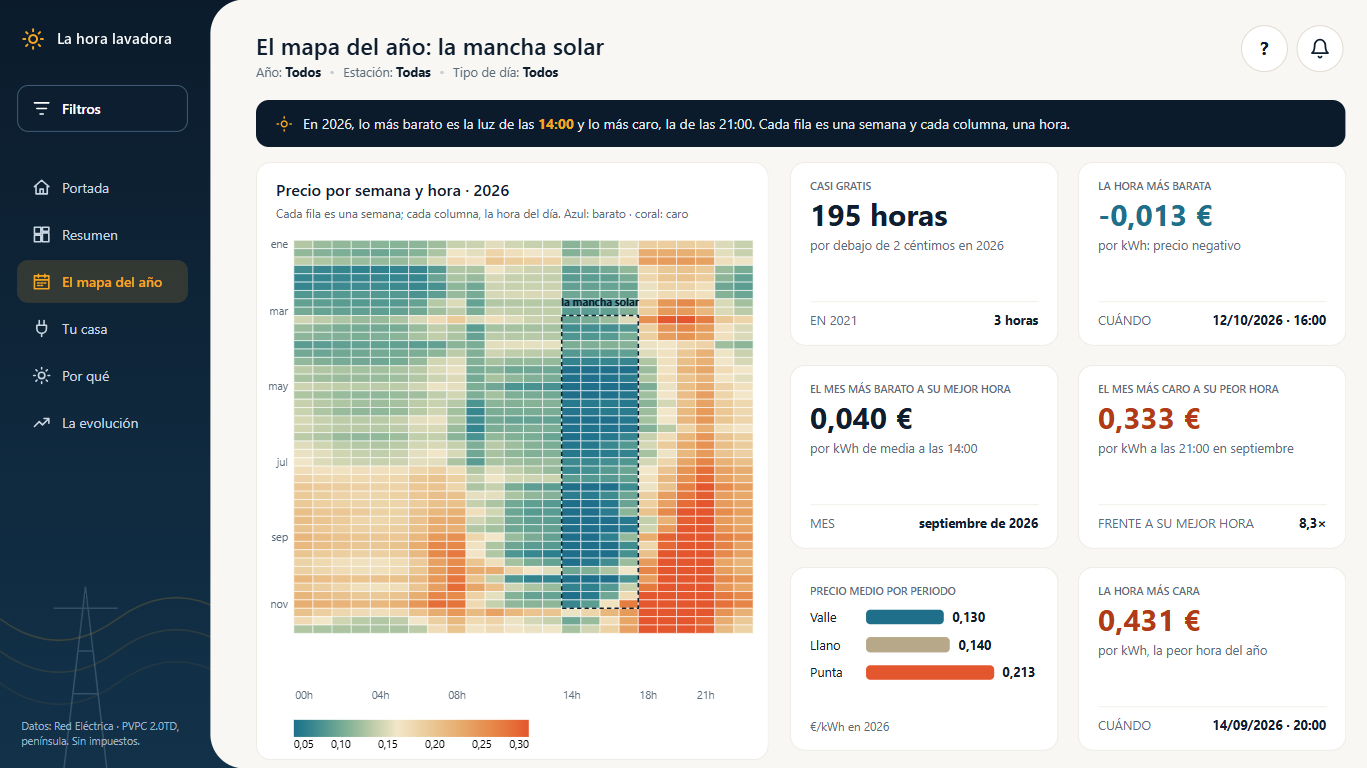 La hora lavadora
Filtros
Portada
Resumen
El mapa del año
Tu casa
Por qué
La evolución
Datos: Red Eléctrica · PVPC 2.0TD,
península. Sin impuestos.
El mapa del año: la mancha solar
Año: Todos • Estación: Todas • Tipo de día: Todos
?
En 2026, lo más barato es la luz de las 14:00 y lo más caro, la de las 21:00. Cada fila es una semana y cada columna, una hora.
Precio por semana y hora · 2026
Cada fila es una semana; cada columna, la hora del día. Azul: barato · coral: caro
ene
mar
may
jul
sep
nov
la mancha solar
00h 04h 08h 14h 18h 21h
0,05 0,10 0,15 0,20 0,25 0,30
CASI GRATIS
195 horas
por debajo de 2 céntimos en 2026
EN 2021 3 horas
LA HORA MÁS BARATA
-0,013 €
por kWh: precio negativo
CUÁNDO 12/10/2026 · 16:00
EL MES MÁS BARATO A SU MEJOR HORA
0,040 €
por kWh de media a las 14:00
MES septiembre de 2026
EL MES MÁS CARO A SU PEOR HORA
0,333 €
por kWh a las 21:00 en septiembre
FRENTE A SU MEJOR HORA 8,3×
PRECIO MEDIO POR PERIODO
Valle 0,130
Llano 0,140
Punta 0,213
€/kWh en 2026
LA HORA MÁS CARA
0,431 €
por kWh, la peor hora del año
CUÁNDO 14/09/2026 · 20:00